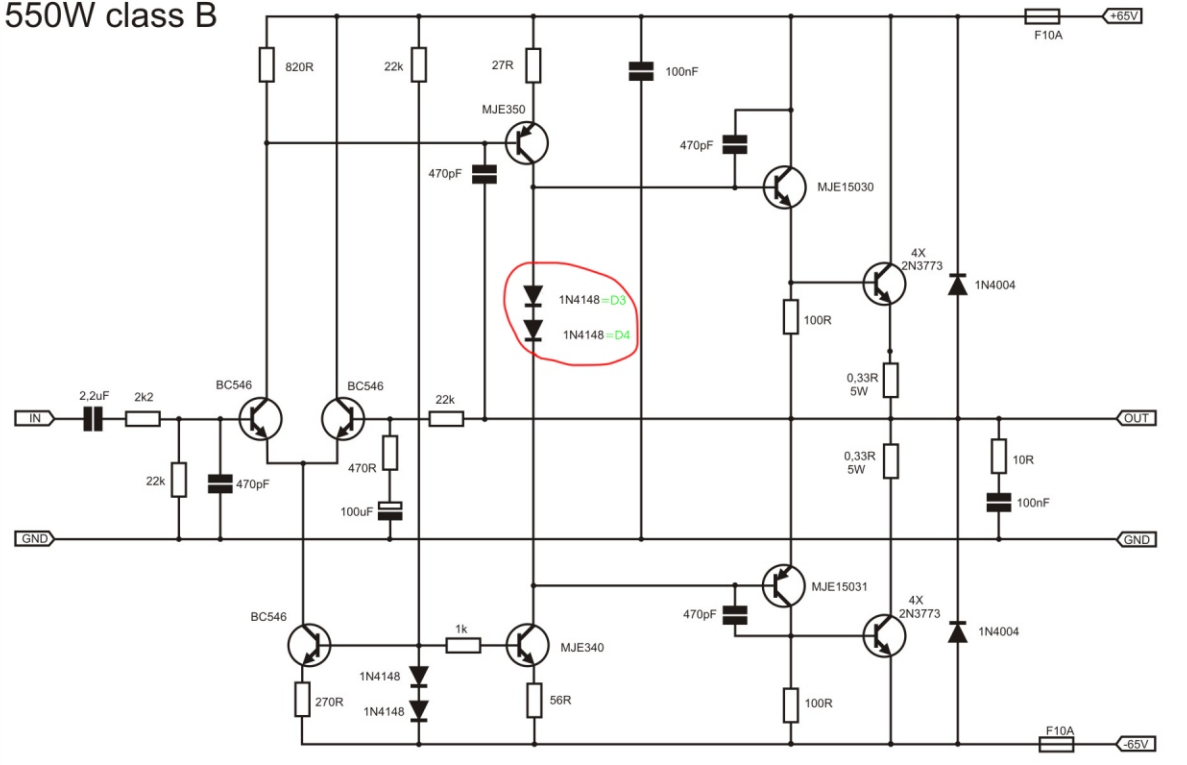 550W class B
+65V
F10A
820R
22k
27R
100nF
MJE350
470pF
470pF
MJE15030
4X
2N3773
1N4148=D3
1N4004
1N4148=D4
100R
0,33R
5W
BC546
BC546
2,2uF
2k2
22k
IN
OUT
470R
0,33R
5W
10R
22k
470pF
100uF
100nF
GND
GND
MJE15031
4X
2N3773
470pF
BC546
1k
1N4004
MJE340
1N4148
270R
56R
100R
1N4148
F10A
-65V